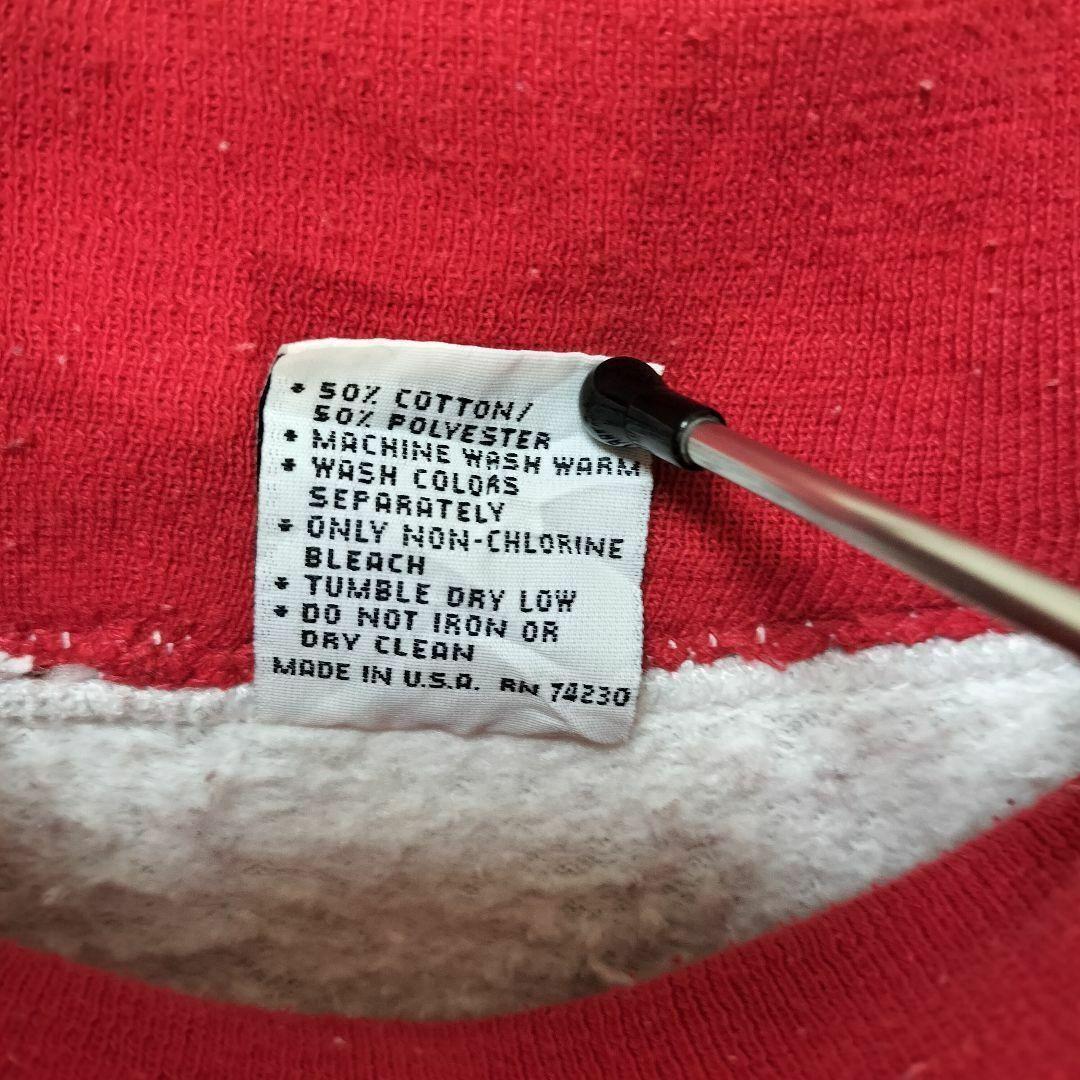 * 50% COTTON/
50% POLYESTER
* MACHINE WASH WARM
* WASH COLORS
SEPARATELY
* ONLY NON-CHLORINE
BLEACH
* TUMBLE DRY LOW
* DO NOT IRON OR
DRY CLEAN
MADE IN U.S.A. RN 74230